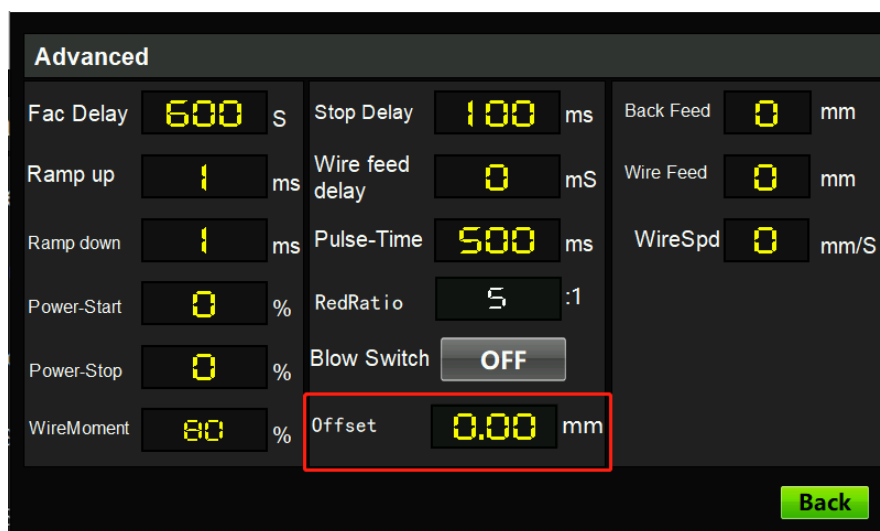 Advanced
Fac Delay 600 S
Ramp up 1 ms
Ramp down 1 ms
Power-Start 0 %
Power-Stop 0 %
WireMoment 80 %
Stop Delay 100 ms
Wire feed
delay 0 mS
Pulse-Time 500 ms
RedRatio 5 :1
Blow Switch OFF
Offset 0.00 mm
Back Feed 0 mm
Wire Feed 0 mm
WireSpd 0 mm/S
Back